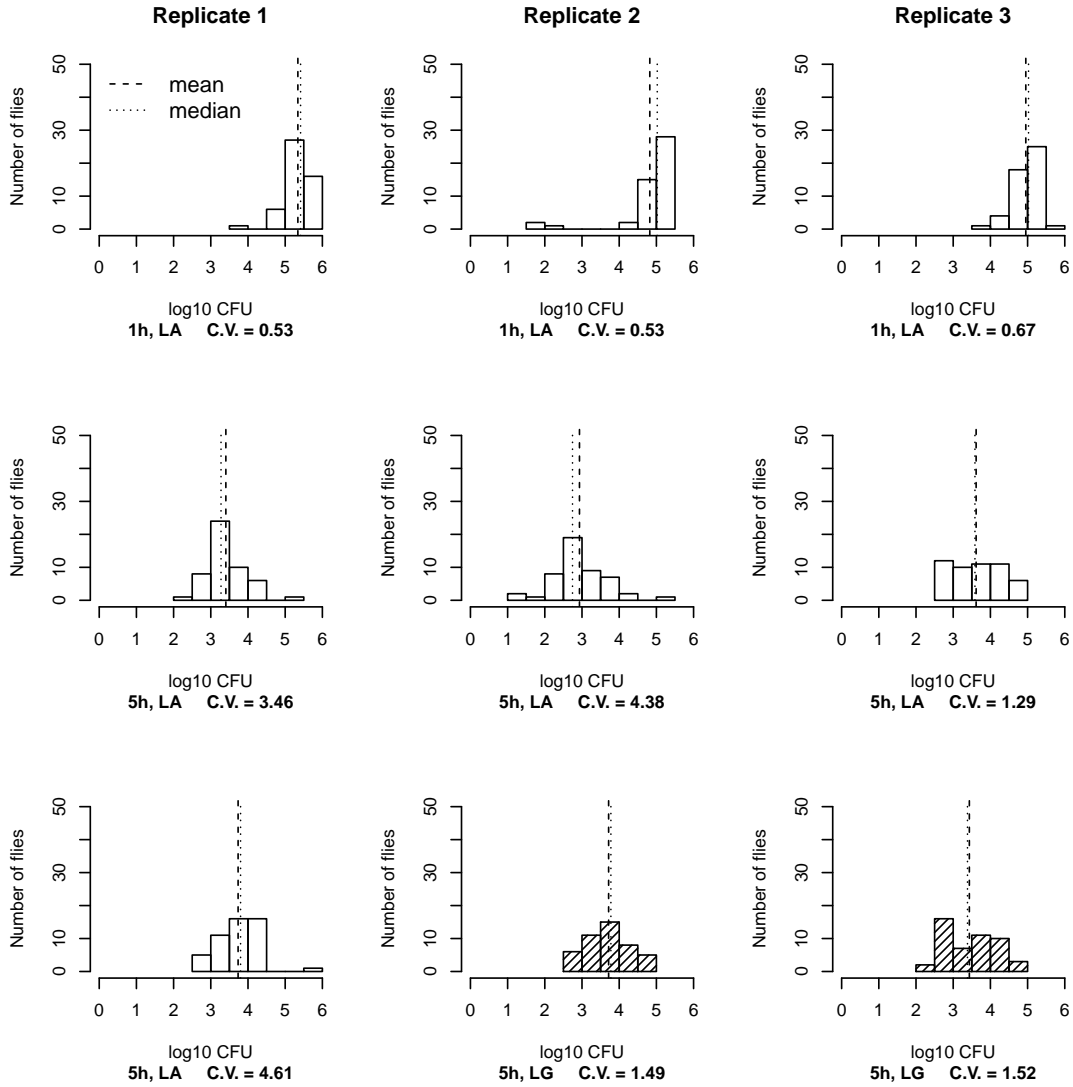 Replicate 1
Replicate 2
Replicate 3
Number of flies
0 10 30 50
mean
median
0 1 2 3 4 5 6
log10 CFU
1h, LA C.V. = 0.53
Number of flies
0 10 30 50
0 1 2 3 4 5 6
log10 CFU
1h, LA C.V. = 0.53
Number of flies
0 10 30 50
0 1 2 3 4 5 6
log10 CFU
1h, LA C.V. = 0.67
Number of flies
0 10 30 50
0 1 2 3 4 5 6
log10 CFU
5h, LA C.V. = 3.46
Number of flies
0 10 30 50
0 1 2 3 4 5 6
log10 CFU
5h, LA C.V. = 4.38
Number of flies
0 10 30 50
0 1 2 3 4 5 6
log10 CFU
5h, LA C.V. = 1.29
Number of flies
0 10 30 50
0 1 2 3 4 5 6
log10 CFU
5h, LA C.V. = 4.61
Number of flies
0 10 30 50
0 1 2 3 4 5 6
log10 CFU
5h, LG C.V. = 1.49
Number of flies
0 10 30 50
0 1 2 3 4 5 6
log10 CFU
5h, LG C.V. = 1.52